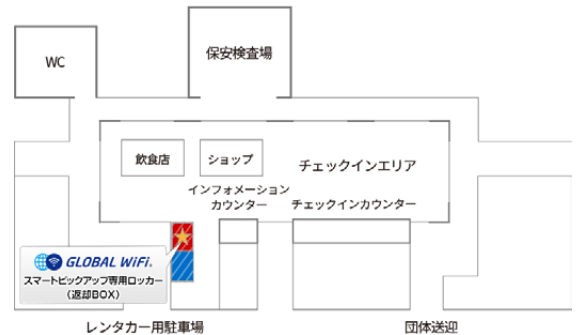 WC
保安検査場
飲食店
ショップ
チェックインエリア
インフォメーション
カウンター
チェックインカウンター
GLOBAL WiFi®
スマートピックアップ専用ロッカー
（返却BOX）
レンタカー用駐車場
団体送迎